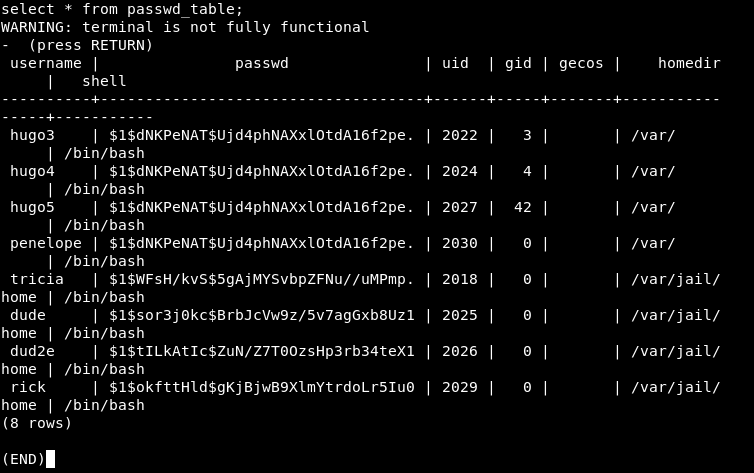 select * from passwd_table;
WARNING: terminal is not fully functional
-  (press RETURN)
 username |               passwd               | uid  | gid | gecos |    homedir
     |   shell
----------+------------------------------------+------+-----+-------+-----------
-----+-----------
 hugo3    | $1$dNKPeNAT$Ujd4phNAXxlOtdA16f2pe. | 2022 |   3 |       | /var/
     | /bin/bash
 hugo4    | $1$dNKPeNAT$Ujd4phNAXxlOtdA16f2pe. | 2024 |   4 |       | /var/
     | /bin/bash
 hugo5    | $1$dNKPeNAT$Ujd4phNAXxlOtdA16f2pe. | 2027 |  42 |       | /var/
     | /bin/bash
 penelope | $1$dNKPeNAT$Ujd4phNAXxlOtdA16f2pe. | 2030 |   0 |       | /var/
     | /bin/bash
 tricia   | $1$WFsH/kvS$5gAjMYSvbpZFNu//uMPmp. | 2018 |   0 |       | /var/jail/
home | /bin/bash
 dude     | $1$sor3j0kc$BrbJcVw9z/5v7agGxb8Uz1 | 2025 |   0 |       | /var/jail/
home | /bin/bash
 dud2e    | $1$tILkAtIc$ZuN/Z7T0OzsHp3rb34teX1 | 2026 |   0 |       | /var/jail/
home | /bin/bash
 rick     | $1$okfttHld$gKjBjwB9XlmYtrdoLr5Iu0 | 2029 |   0 |       | /var/jail/
home | /bin/bash
(8 rows)

(END)